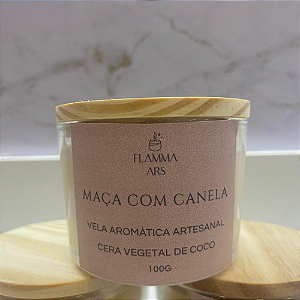 FLAMMA
ARS
MAÇA COM CANELA
VELA AROMÁTICA ARTESANAL
CERA VEGETAL DE COCO
100G